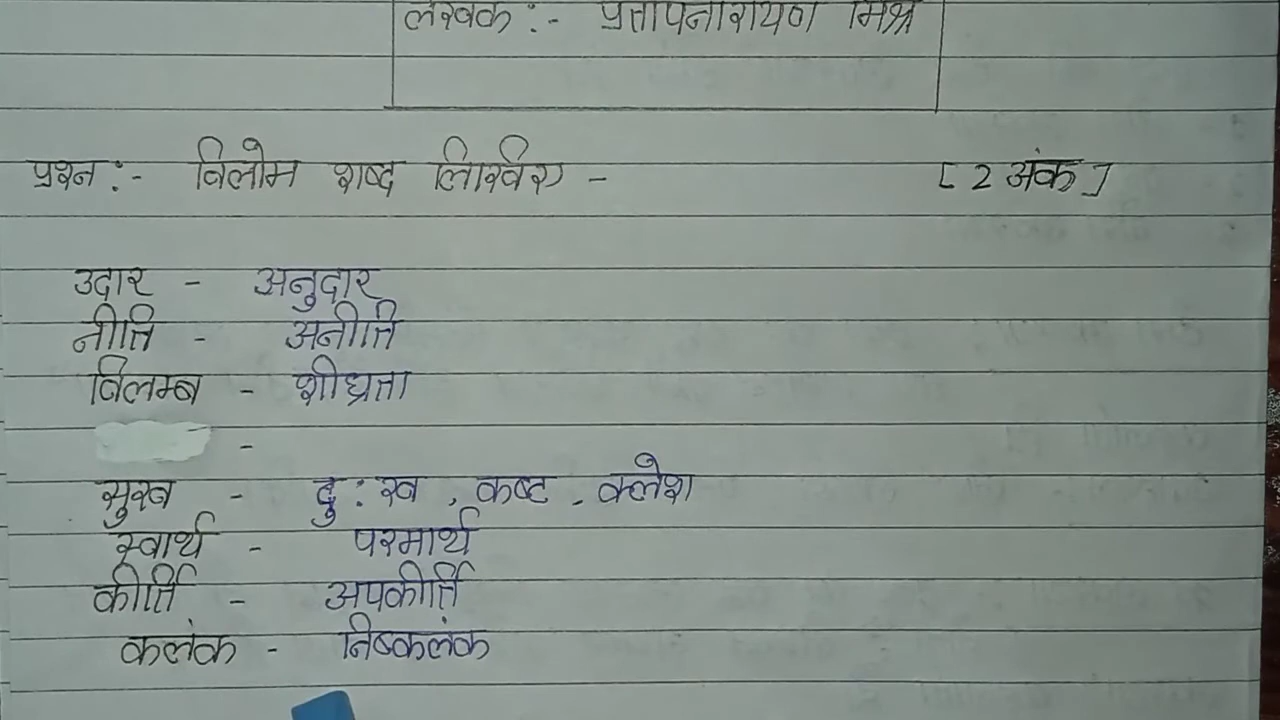 लेखक :- प्रतापनारायण मिश्र
प्रश्न :- विलोम शब्द लिखिए - [2 अंक]
उदार - अनुदार
नीति - अनीति
विलम्ब - शीघ्रता
-
सुख - दु:ख , कष्ट , क्लेश
स्वार्थ - परमार्थ
कीर्ति - अपकीर्ति
कलंक - निष्कलंक